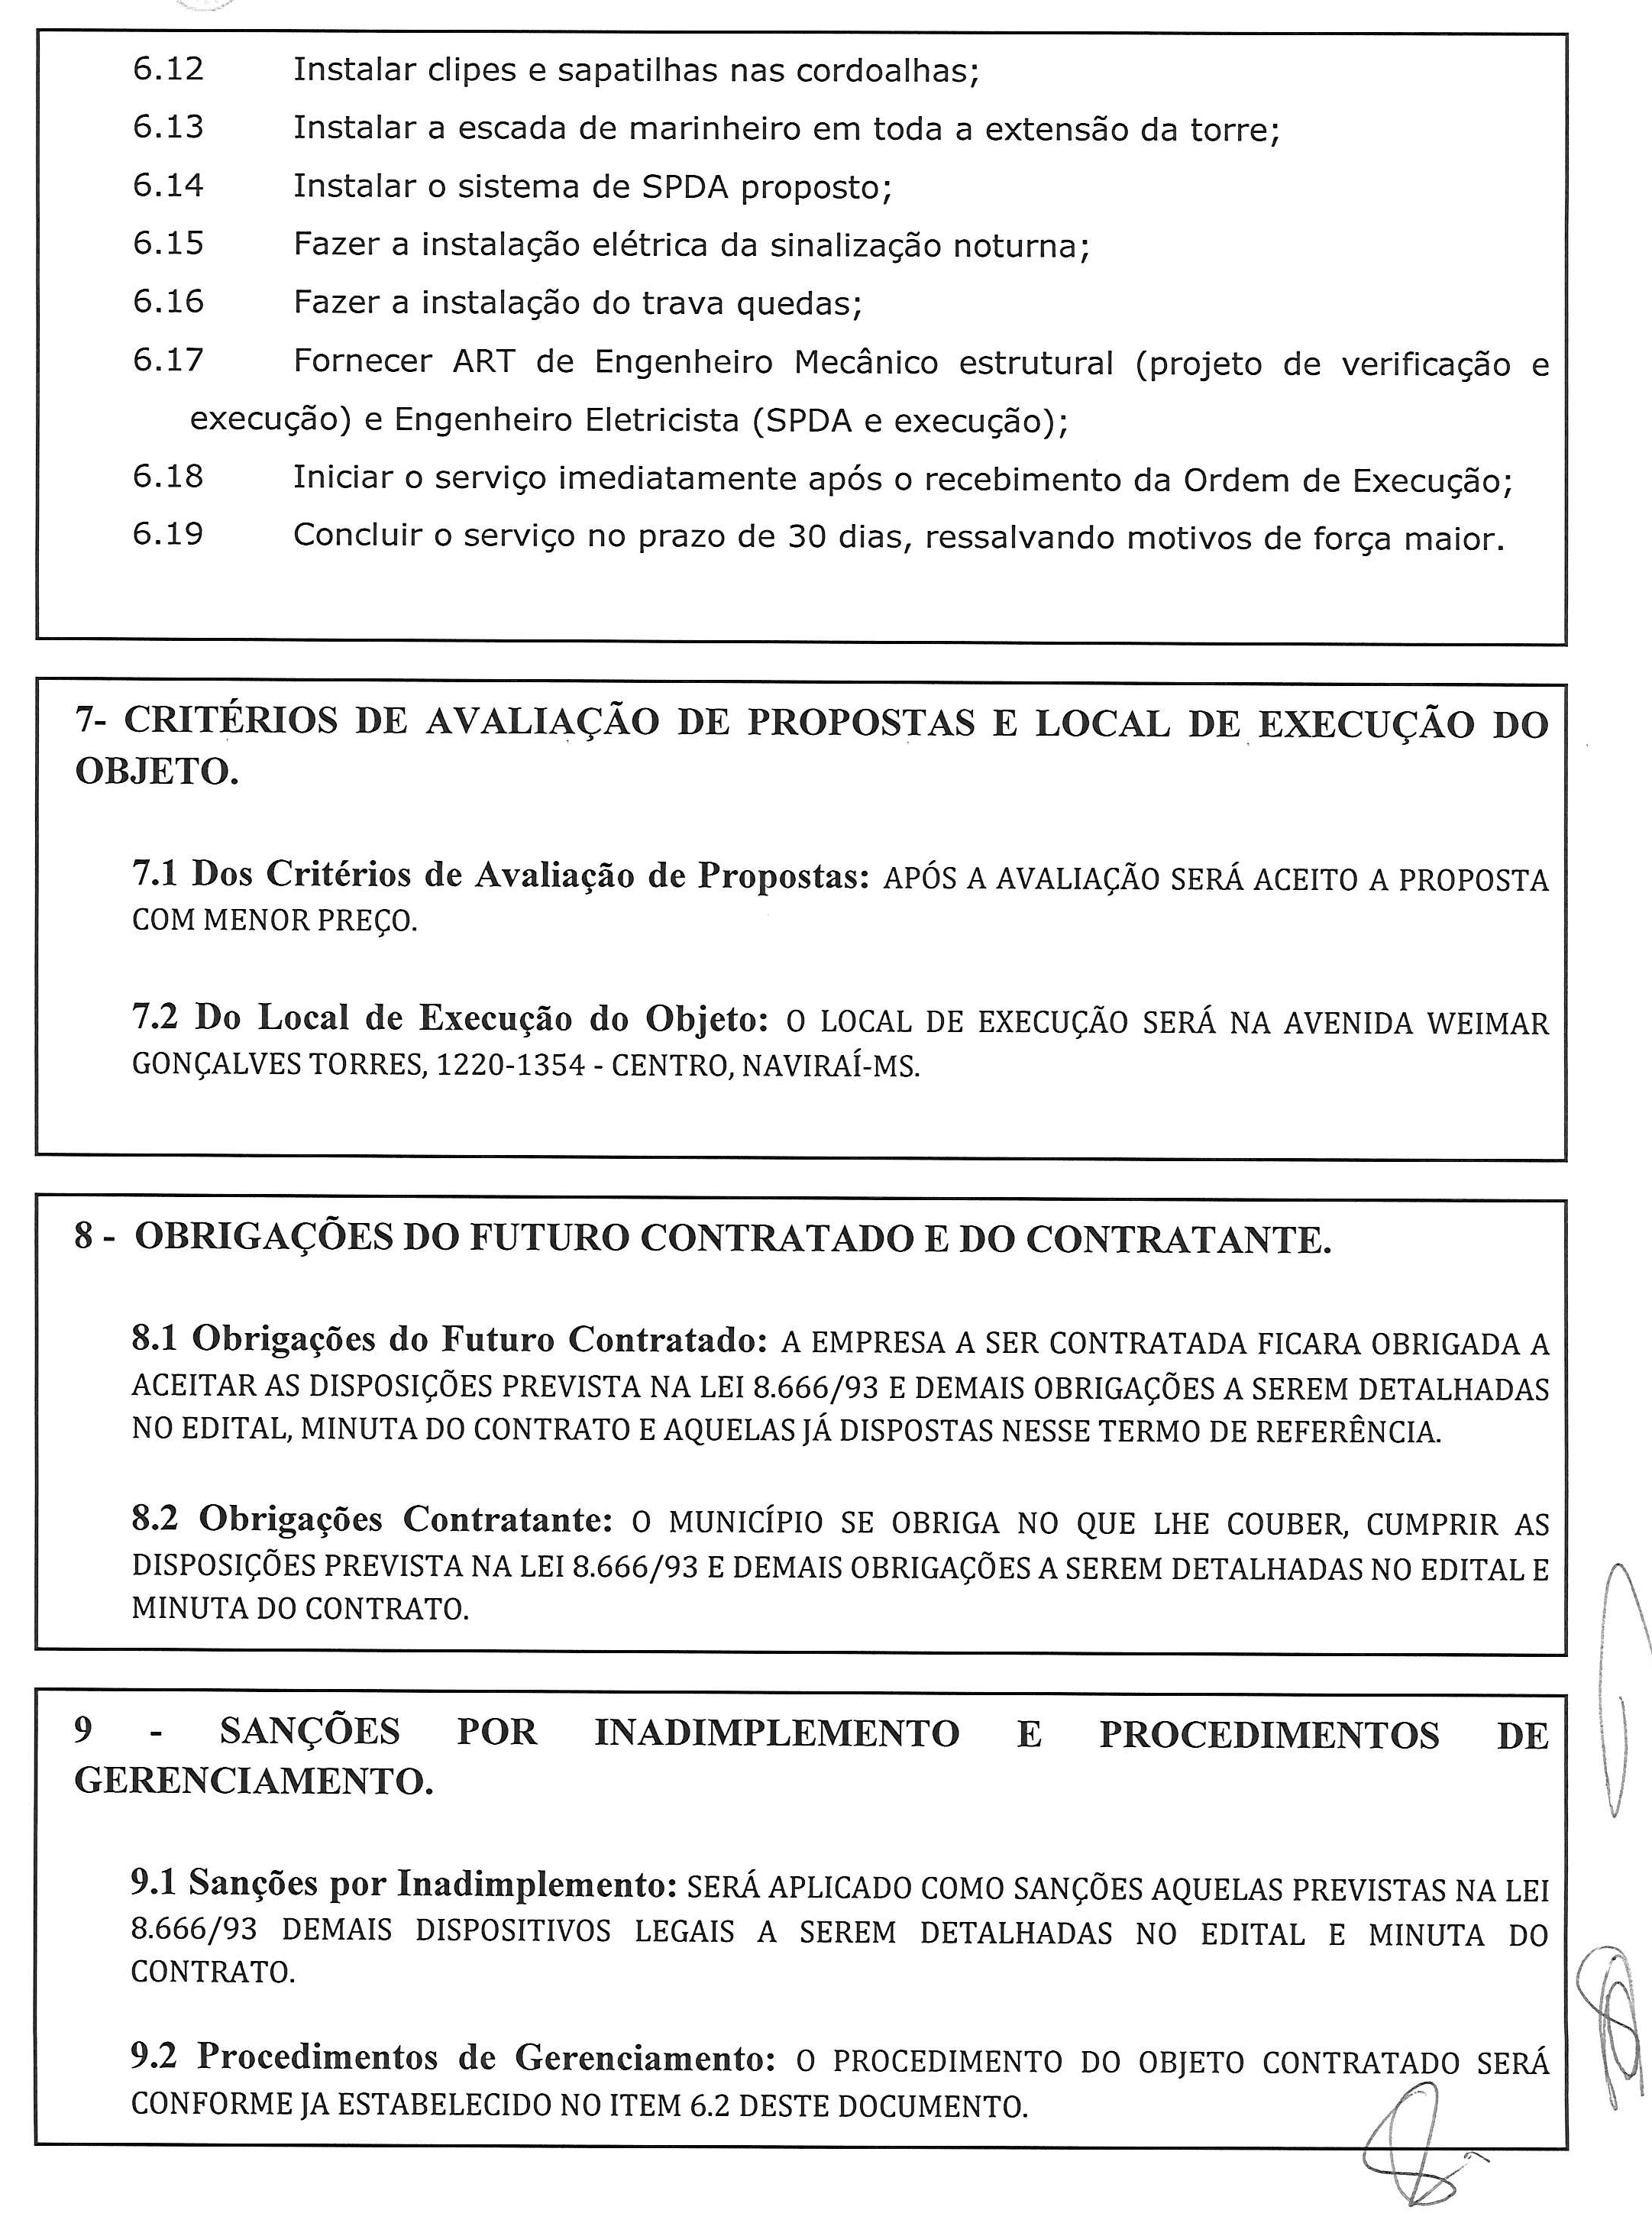 6.12 Instalar clipes e sapatilhas nas cordoalhas;
6.13 Instalar a escada de marinheiro em toda a extensão da torre;
6.14 Instalar o sistema de SPDA proposto;
6.15 Fazer a instalação elétrica da sinalização noturna;
6.16 Fazer a instalação do trava quedas;
6.17 Fornecer ART de Engenheiro Mecânico estrutural (projeto de verificação e
execução) e Engenheiro Eletricista (SPDA e execução);
6.18 Iniciar o serviço imediatamente após o recebimento da Ordem de Execução;
6.19 Concluir o serviço no prazo de 30 dias, ressalvando motivos de força maior.
7- CRITÉRIOS DE AVALIAÇÃO DE PROPOSTAS E LOCAL DE EXECUÇÃO DO
OBJETO.
7.1 Dos Critérios de Avaliação de Propostas: APÓS A AVALIAÇÃO SERÁ ACEITO A PROPOSTA
COM MENOR PREÇO.
7.2 Do Local de Execução do Objeto: O LOCAL DE EXECUÇÃO SERÁ NA AVENIDA WEIMAR
GONÇALVES TORRES, 1220-1354 - CENTRO, NAVIRAÍ-MS.
8 - OBRIGAÇÕES DO FUTURO CONTRATADO E DO CONTRATANTE.
8.1 Obrigações do Futuro Contratado: A EMPRESA A SER CONTRATADA FICARA OBRIGADA A
ACEITAR AS DISPOSIÇÕES PREVISTA NA LEI 8.666/93 E DEMAIS OBRIGAÇÕES A SEREM DETALHADAS
NO EDITAL, MINUTA DO CONTRATO E AQUELAS JÁ DISPOSTAS NESSE TERMO DE REFERÊNCIA.
8.2 Obrigações Contratante: O MUNICÍPIO SE OBRIGA NO QUE LHE COUBER, CUMPRIR AS
DISPOSIÇÕES PREVISTA NA LEI 8.666/93 E DEMAIS OBRIGAÇÕES A SEREM DETALHADAS NO EDITAL E
MINUTA DO CONTRATO.
9 - SANÇÕES POR INADIMPLEMENTO E PROCEDIMENTOS DE
GERENCIAMENTO.
9.1 Sanções por Inadimplemento: SERÁ APLICADO COMO SANÇÕES AQUELAS PREVISTAS NA LEI
8.666/93 DEMAIS DISPOSITIVOS LEGAIS A SEREM DETALHADAS NO EDITAL E MINUTA DO
CONTRATO.
9.2 Procedimentos de Gerenciamento: O PROCEDIMENTO DO OBJETO CONTRATADO SERÁ
CONFORME JA ESTABELECIDO NO ITEM 6.2 DESTE DOCUMENTO.